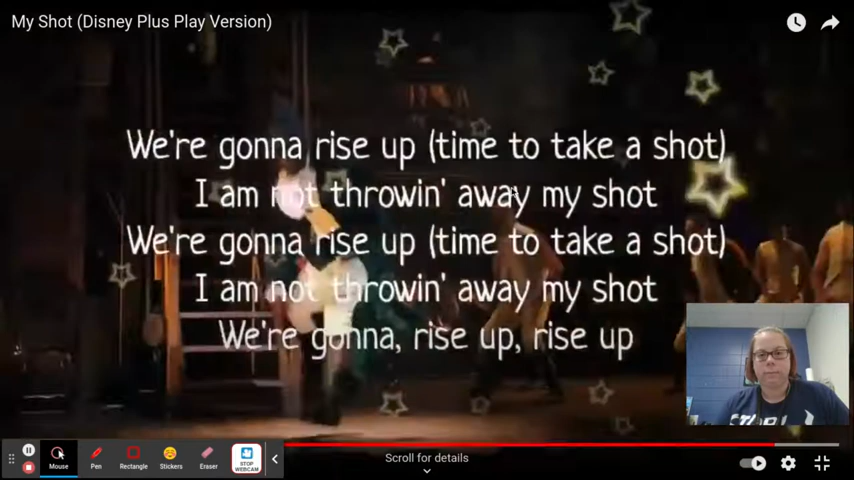 My Shot (Disney Plus Play Version)
We're gonna rise up (time to take a shot)
I am not throwin' away my shot
We're gonna rise up (time to take a shot)
I am not throwin' away my shot
We're gonna, rise up, rise up
Mouse
Pen
Rectangle
Stickers
Eraser
STOP
WEBCAM
Scroll for details